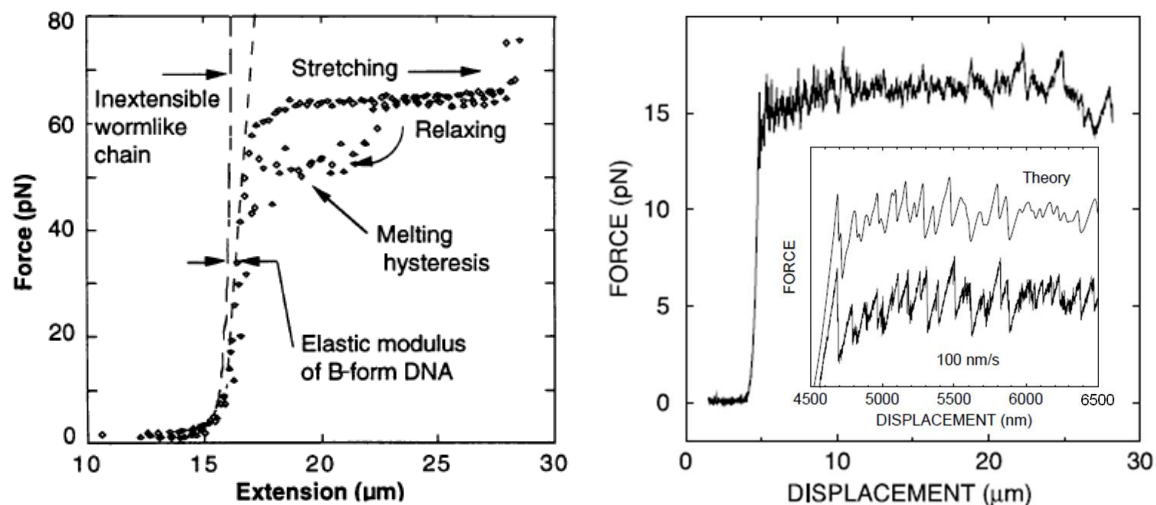 80
60
40
20
0
Force (pN)
Stretching
Inextensible
wormlike
chain
Relaxing
Melting
hysteresis
Elastic modulus
of B-form DNA
10
15
20
25
30
Extension (μm)
15
10
5
0
FORCE (pN)
Theory
FORCE
100 nm/s
4500
5000
5500
6000
6500
DISPLACEMENT (nm)
0
10
20
30
DISPLACEMENT (μm)